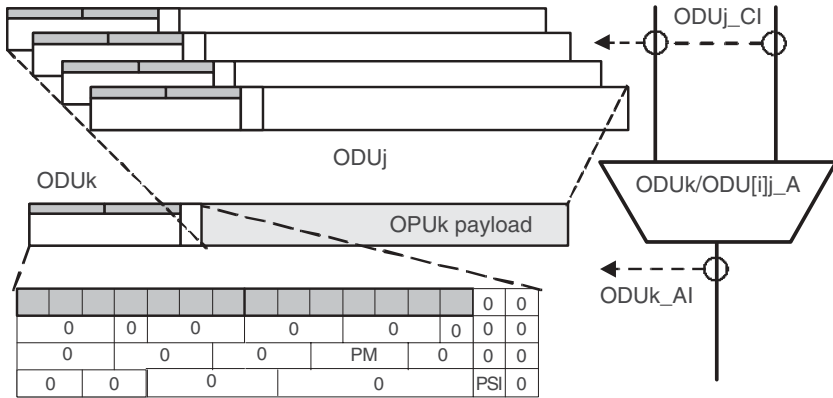 ODUj_CI
ODUj
ODUk
ODUk/ODU[i]j_A
OPUk payload
ODUk_AI
0 0
0 0 0 0 0 0 0 0
0 0 0 PM 0 0 0
0 0 0 0 PSI 0